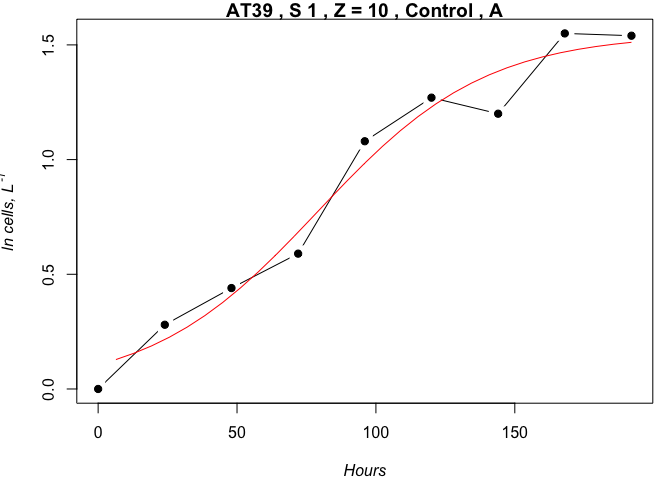 AT39 , S 1 , Z = 10 , Control , A
ln cells, L⁻¹
1.5
1.0
0.5
0.0
0 50 100 150
Hours